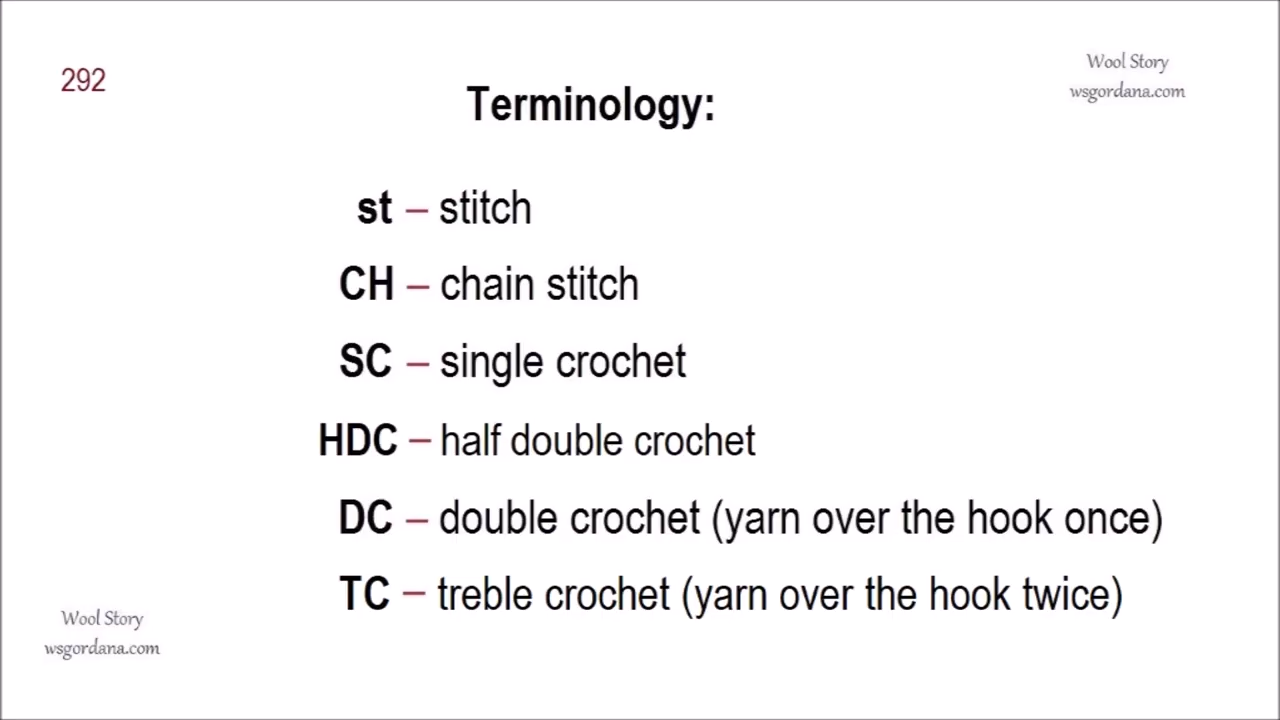 292
Wool Story
wsgordana.com
Terminology:
st – stitch
CH – chain stitch
SC – single crochet
HDC – half double crochet
DC – double crochet (yarn over the hook once)
TC – treble crochet (yarn over the hook twice)
Wool Story
wsgordana.com